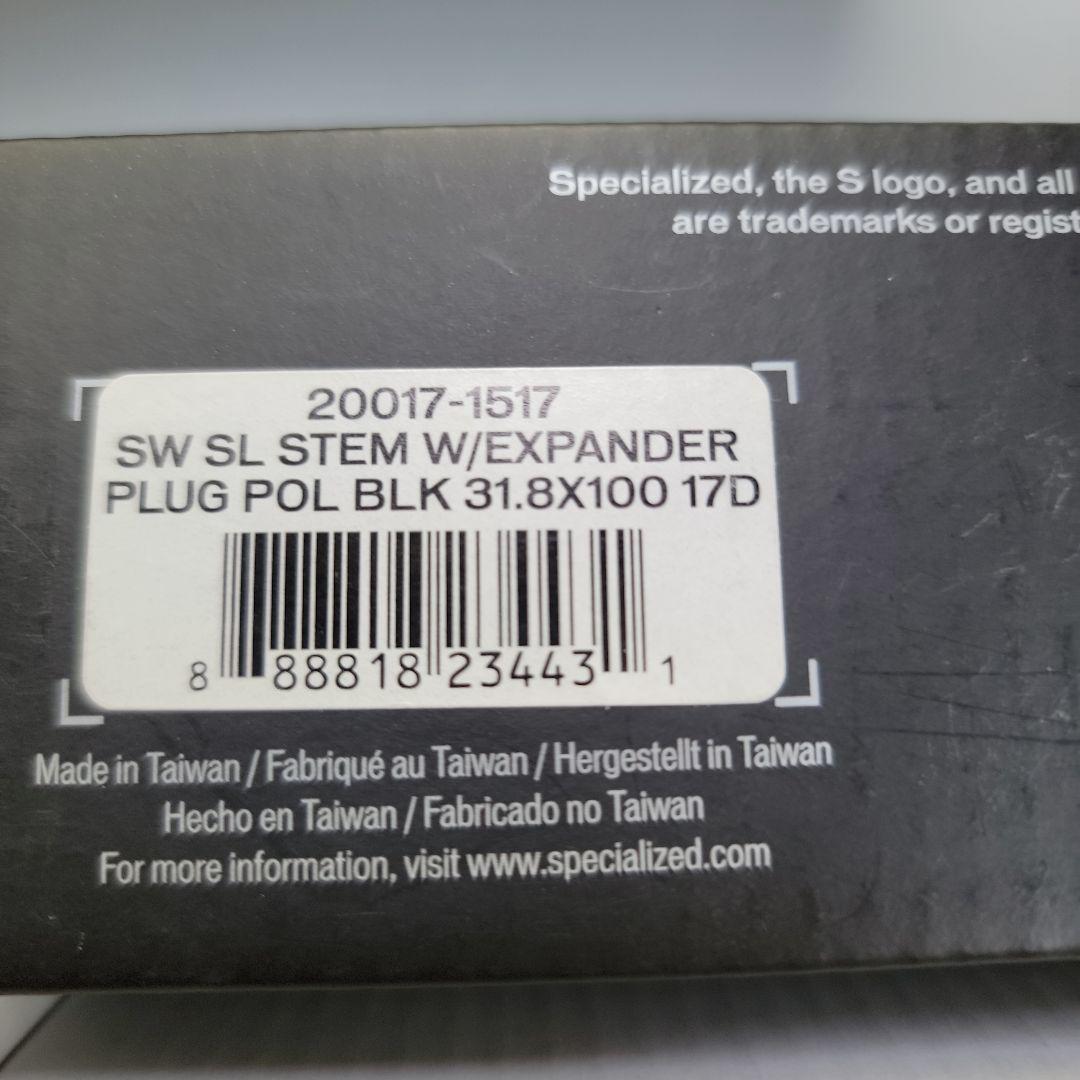 Specialized, the S logo, and all
are trademarks or regist
20017-1517
SW SL STEM W/EXPANDER
PLUG POL BLK 31.8X100 17D
8 88818 23443 1
Made in Taiwan / Fabriqué au Taiwan / Hergestellt in Taiwan
Hecho en Taiwan / Fabricado no Taiwan
For more information, visit www.specialized.com